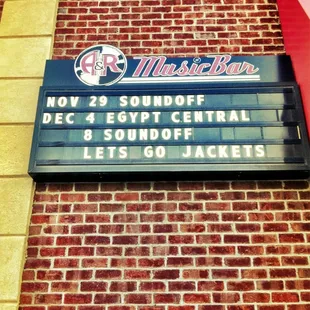 A&R MusicBar
NOV 29 SOUNDOFF
DEC 4 EGYPT CENTRAL
8 SOUNDOFF
LETS GO JACKETS